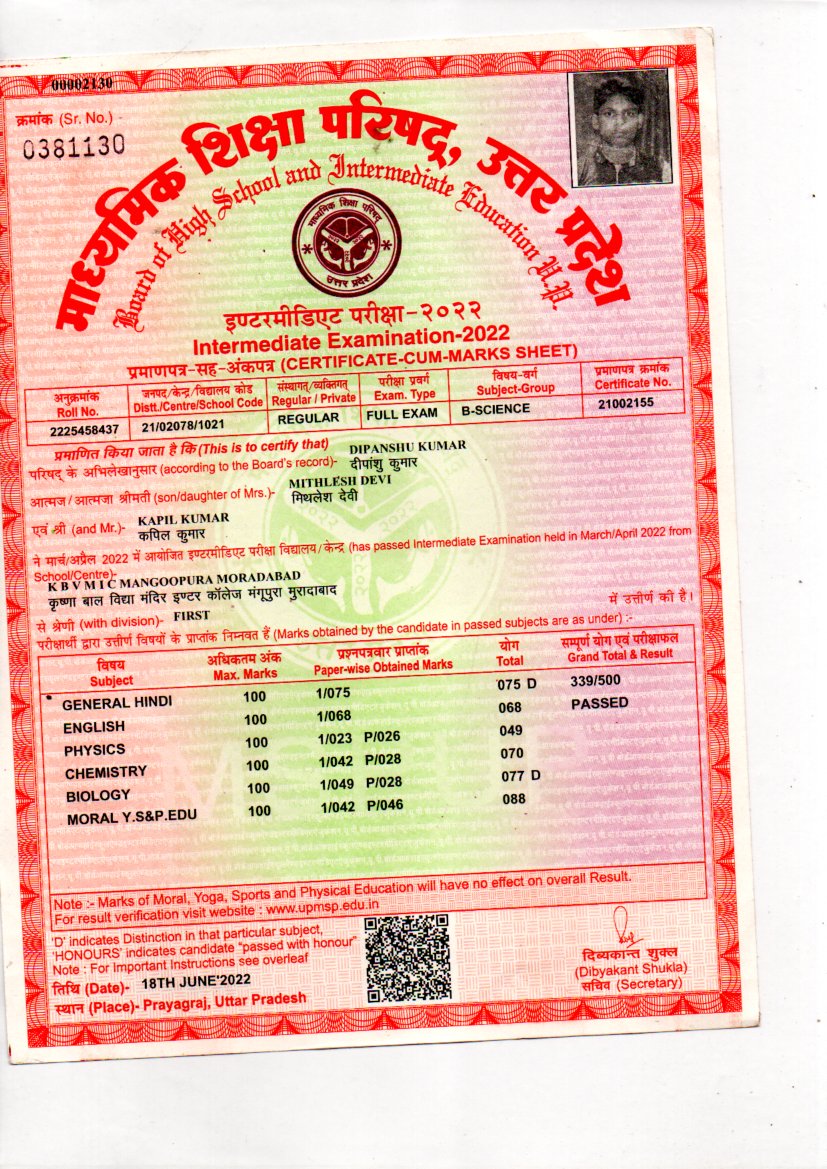 00002130
क्रमांक (Sr. No.) -
0381130
माध्यमिक शिक्षा परिषद्, उत्तर प्रदेश
Board of High School and Intermediate Education U.P.
माध्यमिक शिक्षा परिषद्
उत्तर प्रदेश
इण्टरमीडिएट परीक्षा-२०२२
Intermediate Examination-2022
प्रमाणपत्र-सह-अंकपत्र (CERTIFICATE-CUM-MARKS SHEET)
अनुक्रमांक जनपद/केन्द्र/विद्यालय कोड संस्थागत्/व्यक्तिगत् परीक्षा प्रवर्ग विषय-वर्ग प्रमाणपत्र क्रमांक
Roll No. Distt./Centre/School Code Regular / Private Exam. Type Subject-Group Certificate No.
2225458437 21/02078/1021 REGULAR FULL EXAM B-SCIENCE 21002155
प्रमाणित किया जाता है कि (This is to certify that)
परिषद् के अभिलेखानुसार (according to the Board's record)- DIPANSHU KUMAR
दीपांशु कुमार
आत्मज/आत्मजा श्रीमती (son/daughter of Mrs.)- MITHLESH DEVI
मिथलेश देवी
एवं श्री (and Mr.)- KAPIL KUMAR
कपिल कुमार
ने मार्च/अप्रैल 2022 में आयोजित इण्टरमीडिएट परीक्षा विद्यालय/केन्द्र (has passed Intermediate Examination held in March/April 2022 from
School/Centre)-
K B V M I C MANGOOPURA MORADABAD
कृष्णा बाल विद्या मंदिर इण्टर कॉलेज मंगूपुरा मुरादाबाद में उत्तीर्ण की है।
से श्रेणी (with division)- FIRST
परीक्षार्थी द्वारा उत्तीर्ण विषयों के प्राप्तांक निम्नवत हैं (Marks obtained by the candidate in passed subjects are as under) :-
विषय अधिकतम अंक प्रश्नपत्रवार प्राप्तांक योग सम्पूर्ण योग एवं परीक्षाफल
Subject Max. Marks Paper-wise Obtained Marks Total Grand Total & Result
GENERAL HINDI 100 1/075 075 D 339/500
ENGLISH 100 1/068 068 PASSED
PHYSICS 100 1/023 P/026 049
CHEMISTRY 100 1/042 P/028 070
BIOLOGY 100 1/049 P/028 077 D
MORAL Y.S&P.EDU 100 1/042 P/046 088
Note :- Marks of Moral, Yoga, Sports and Physical Education will have no effect on overall Result.
For result verification visit website : www.upmsp.edu.in
'D' indicates Distinction in that particular subject,
'HONOURS' indicates candidate "passed with honour"
Note : For Important Instructions see overleaf
तिथि (Date)- 18TH JUNE'2022
स्थान (Place)- Prayagraj, Uttar Pradesh
दिव्यकान्त शुक्ल
(Dibyakant Shukla)
सचिव (Secretary)